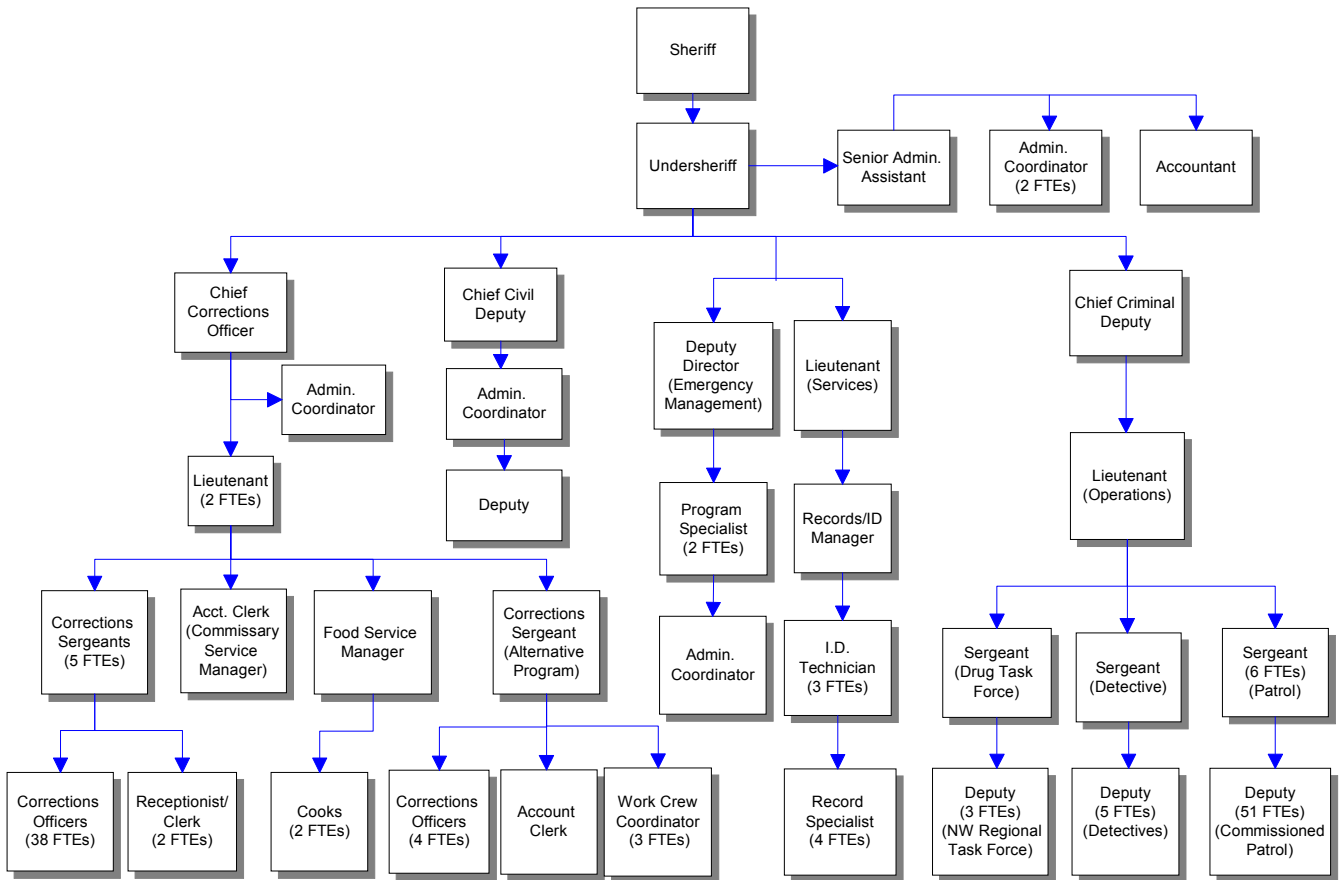 Sheriff
Undersheriff
Senior Admin.
Assistant
Admin.
Coordinator
(2 FTEs)
Accountant
Chief
Corrections
Officer
Chief Civil
Deputy
Deputy
Director
(Emergency
Management)
Lieutenant
(Services)
Chief Criminal
Deputy
Admin.
Coordinator
Admin.
Coordinator
Lieutenant
(2 FTEs)
Deputy
Program
Specialist
(2 FTEs)
Records/ID
Manager
Lieutenant
(Operations)
Corrections
Sergeants
(5 FTEs)
Acct. Clerk
(Commissary
Service
Manager)
Food Service
Manager
Corrections
Sergeant
(Alternative
Program)
Admin.
Coordinator
I.D.
Technician
(3 FTEs)
Sergeant
(Drug Task
Force)
Sergeant
(Detective)
Sergeant
(6 FTEs)
(Patrol)
Corrections
Officers
(38 FTEs)
Receptionist/
Clerk
(2 FTEs)
Cooks
(2 FTEs)
Corrections
Officers
(4 FTEs)
Account
Clerk
Work Crew
Coordinator
(3 FTEs)
Record
Specialist
(4 FTEs)
Deputy
(3 FTEs)
(NW Regional
Task Force)
Deputy
(5 FTEs)
(Detectives)
Deputy
(51 FTEs)
(Commissioned
Patrol)